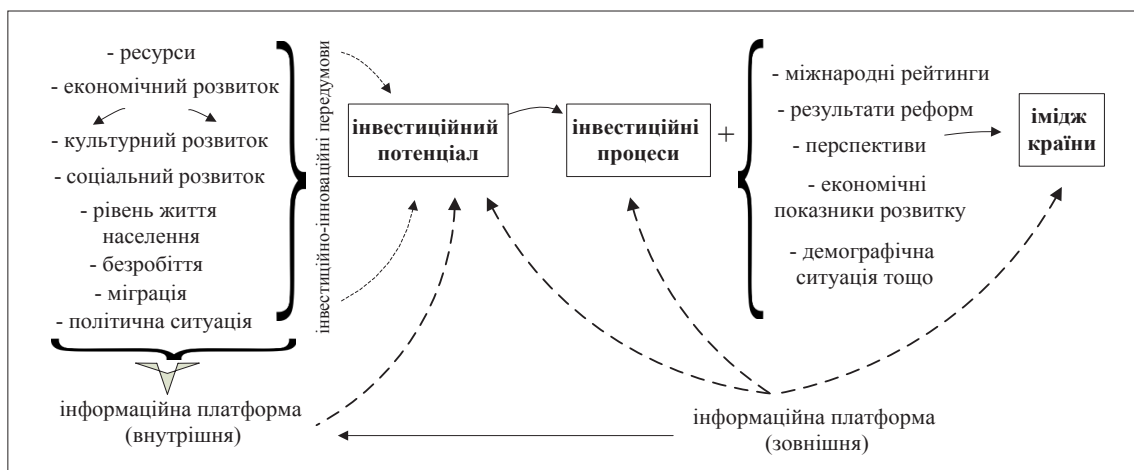 - ресурси
- економічний розвиток
- культурний розвиток
- соціальний розвиток
- рівень життя
населення
- безробіття
- міграція
- політична ситуація
інвестиційно-інноваційні передумови
інвестиційний
потенціал
інвестиційні
процеси
+
- міжнародні рейтинги
- результати реформ
- перспективи
- економічні
показники розвитку
- демографічна
ситуація тощо
імідж
країни
інформаційна платформа
(внутрішня)
інформаційна платформа
(зовнішня)